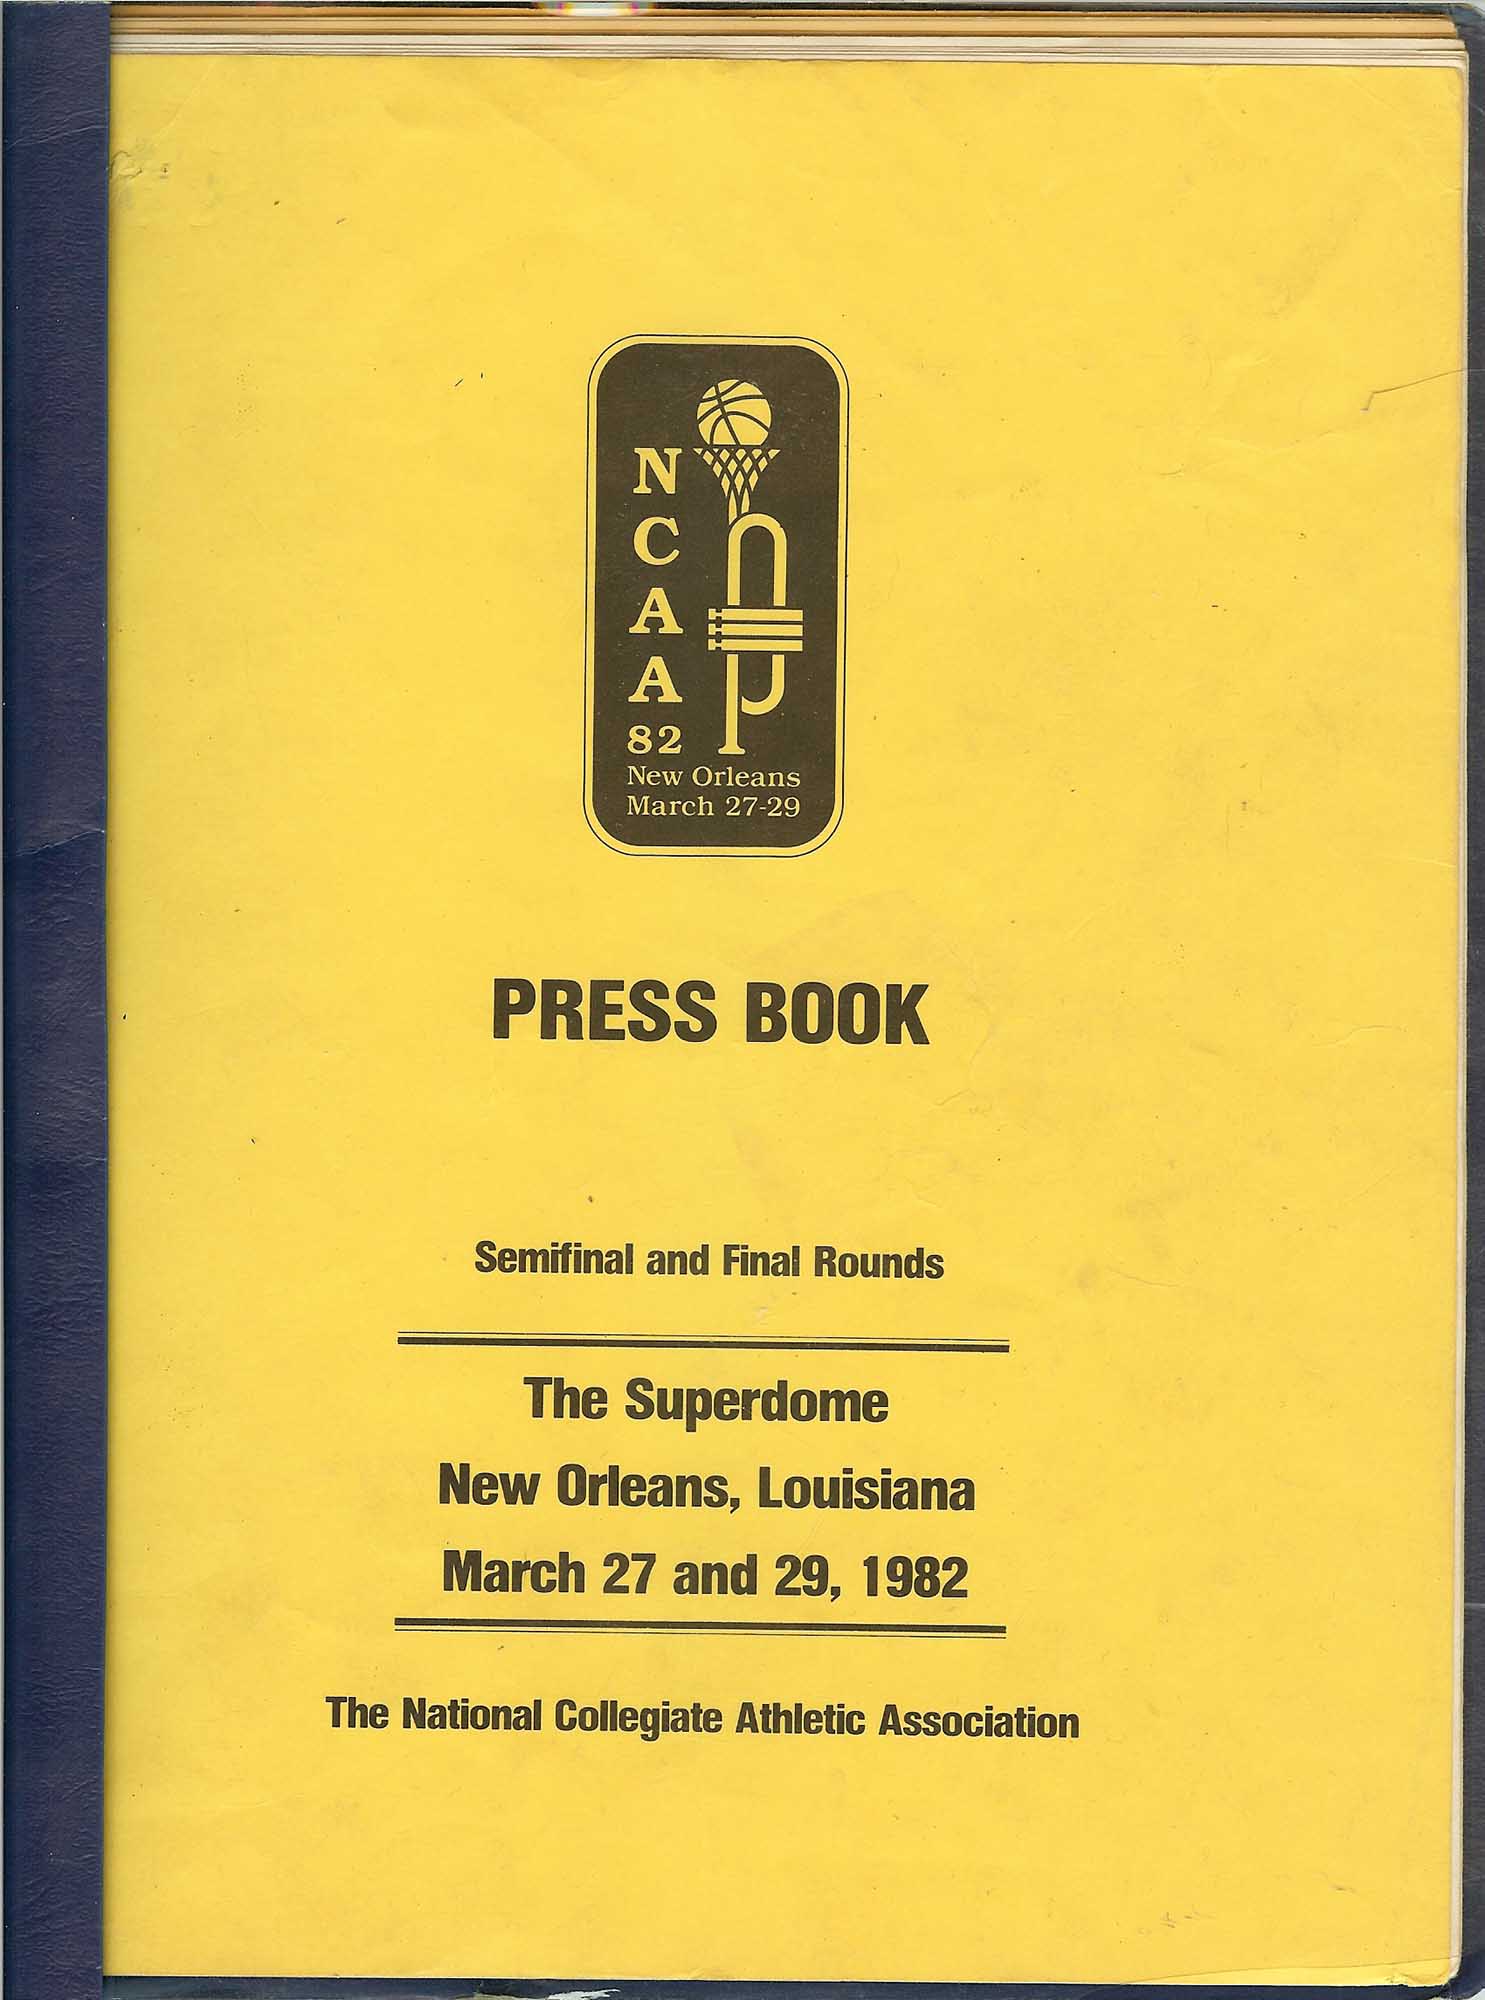 N
C
A
A
82
New Orleans
March 27-29
PRESS BOOK
Semifinal and Final Rounds
The Superdome
New Orleans, Louisiana
March 27 and 29, 1982
The National Collegiate Athletic Association